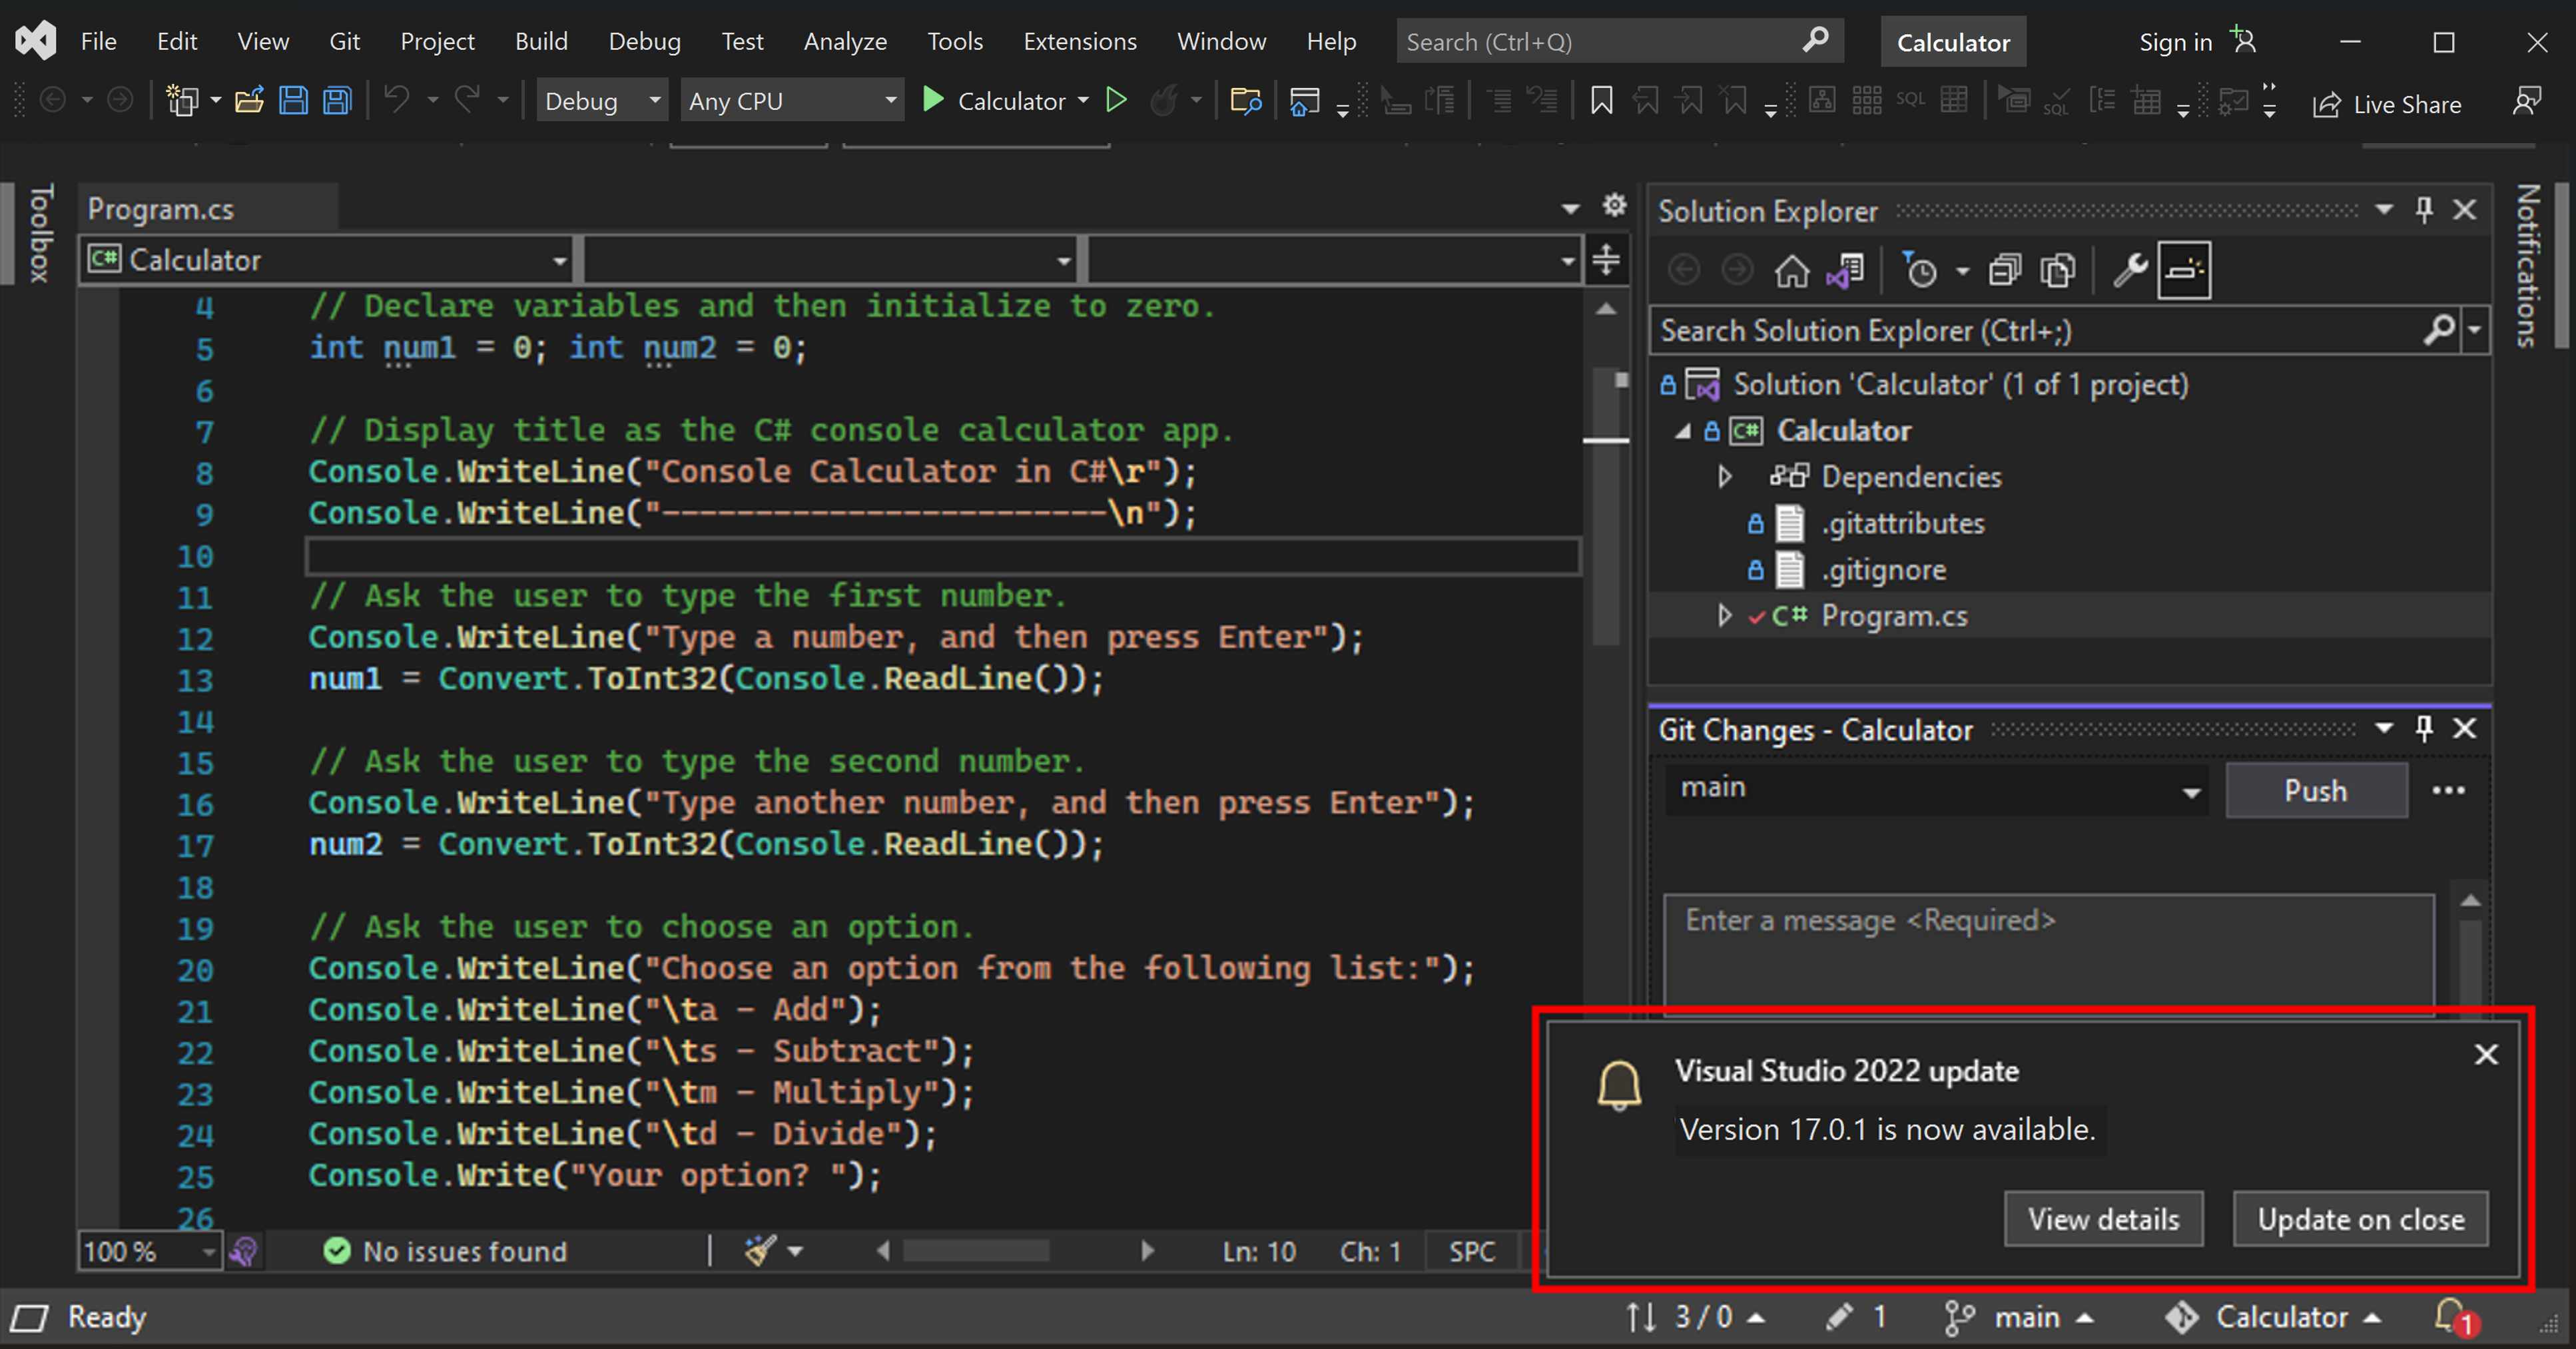 File Edit View Git Project Build Debug Test Analyze Tools Extensions Window Help Search (Ctrl+Q) Calculator Sign in
Debug Any CPU Calculator SQL SQL Live Share
Toolbox
Program.cs
C# Calculator
4 // Declare variables and then initialize to zero.
5 int num1 = 0; int num2 = 0;
6
7 // Display title as the C# console calculator app.
8 Console.WriteLine("Console Calculator in C#\r");
9 Console.WriteLine("------------------------\n");
10
11 // Ask the user to type the first number.
12 Console.WriteLine("Type a number, and then press Enter");
13 num1 = Convert.ToInt32(Console.ReadLine());
14
15 // Ask the user to type the second number.
16 Console.WriteLine("Type another number, and then press Enter");
17 num2 = Convert.ToInt32(Console.ReadLine());
18
19 // Ask the user to choose an option.
20 Console.WriteLine("Choose an option from the following list:");
21 Console.WriteLine("\ta - Add");
22 Console.WriteLine("\ts - Subtract");
23 Console.WriteLine("\tm - Multiply");
24 Console.WriteLine("\td - Divide");
25 Console.Write("Your option? ");
26
100 % No issues found Ln: 10 Ch: 1 SPC
Solution Explorer
Search Solution Explorer (Ctrl+;)
Solution 'Calculator' (1 of 1 project)
C# Calculator
Dependencies
.gitattributes
.gitignore
C# Program.cs
Notifications
Git Changes - Calculator
main Push
Enter a message <Required>
Visual Studio 2022 update
Version 17.0.1 is now available.
View details Update on close
Ready 3 / 0 1 main Calculator 1